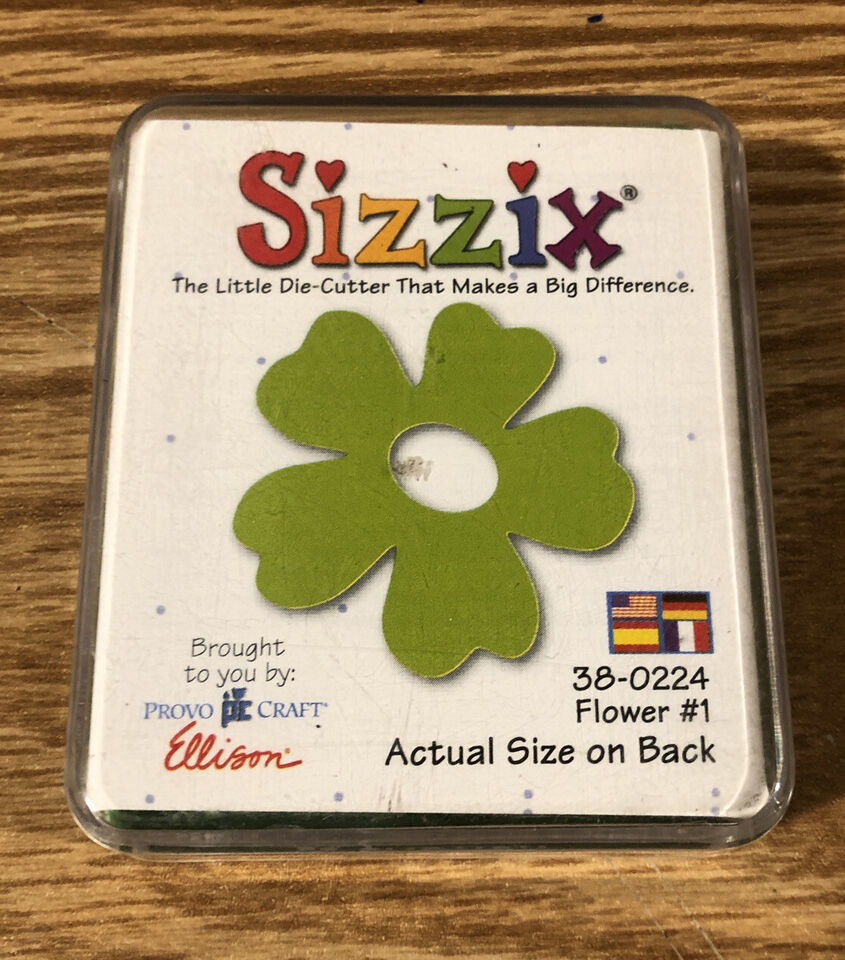 Sizzix®
The Little Die-Cutter That Makes a Big Difference.
Brought
to you by:
PROVO PC CRAFT®
Ellison®
38-0224
Flower #1
Actual Size on Back